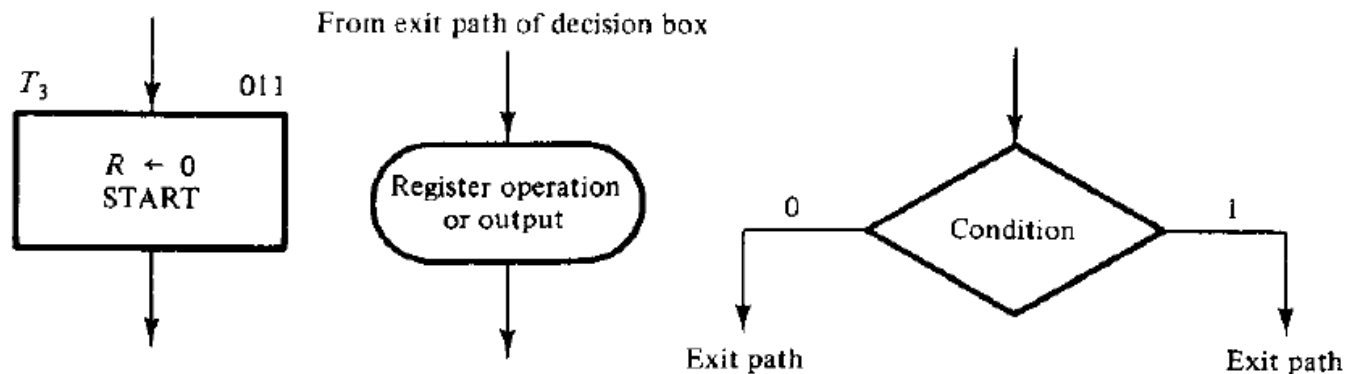 From exit path of decision box
T₃ 011
R ← 0
START
Register operation
or output
0
Condition
1
Exit path
Exit path